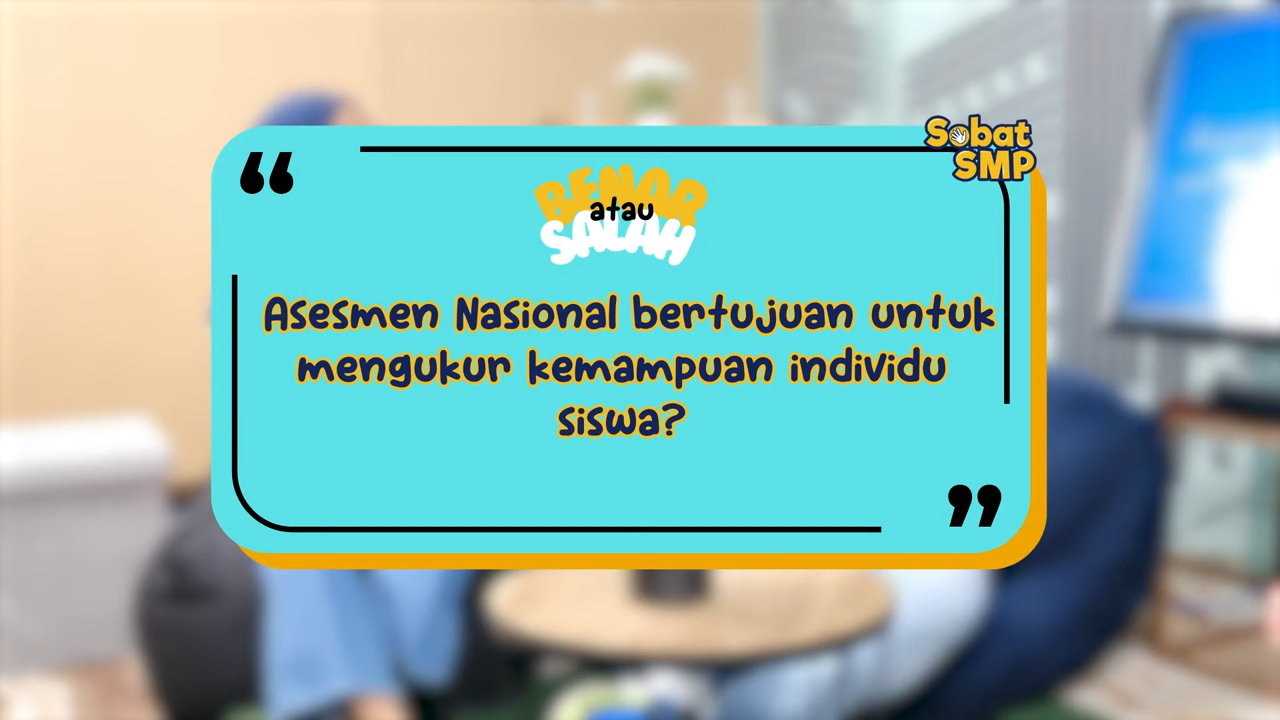 Sobat
SMP
BENAR
atau
SALAH
Asesmen Nasional bertujuan untuk
mengukur kemampuan individu
siswa?